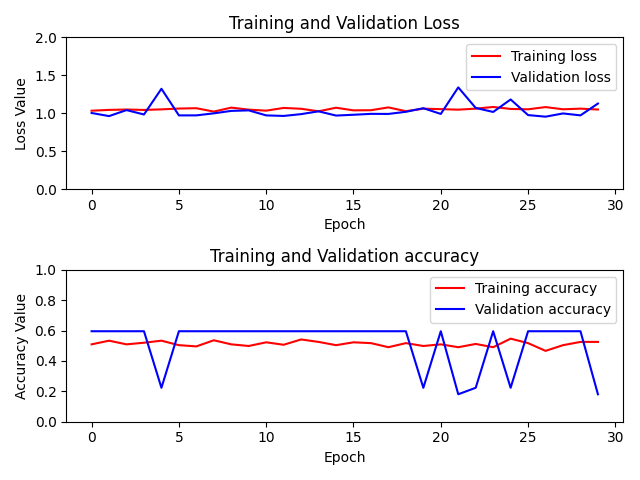 Training and Validation Loss
2.0
1.5
1.0
0.5
0.0
Loss Value
Training loss
Validation loss
0 5 10 15 20 25 30
Epoch
Training and Validation accuracy
1.0
0.8
0.6
0.4
0.2
0.0
Accuracy Value
Training accuracy
Validation accuracy
0 5 10 15 20 25 30
Epoch